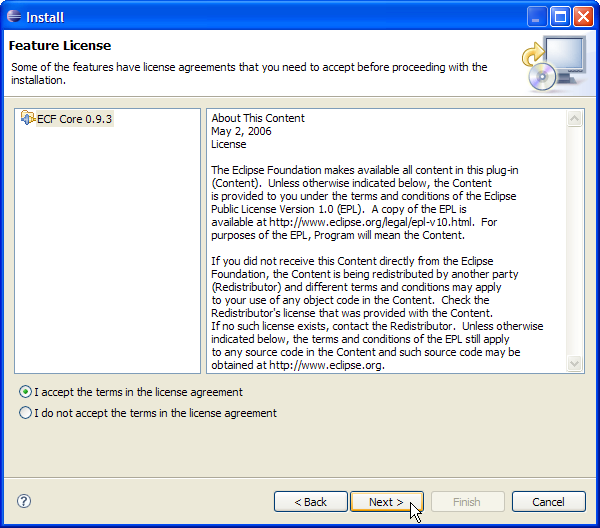 Install
Feature License
Some of the features have license agreements that you need to accept before proceeding with the
installation.
ECF Core 0.9.3
About This Content
May 2, 2006
License
The Eclipse Foundation makes available all content in this plug-in
(Content).  Unless otherwise indicated below, the Content
is provided to you under the terms and conditions of the Eclipse
Public License Version 1.0 (EPL).  A copy of the EPL is
available at http://www.eclipse.org/legal/epl-v10.html.  For
purposes of the EPL, Program will mean the Content.
If you did not receive this Content directly from the Eclipse
Foundation, the Content is being redistributed by another party
(Redistributor) and different terms and conditions may apply
to your use of any object code in the Content.  Check the
Redistributor's license that was provided with the Content.
If no such license exists, contact the Redistributor.  Unless otherwise
indicated below, the terms and conditions of the EPL still apply
to any source code in the Content and such source code may be
obtained at http://www.eclipse.org.
I accept the terms in the license agreement
I do not accept the terms in the license agreement
?
< Back
Next >
Finish
Cancel